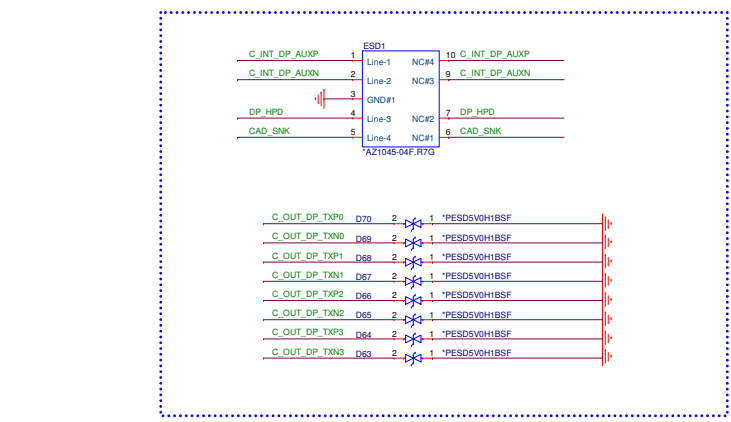 ESD1
C_INT_DP_AUXP 1 Line-1 NC#4 10 C_INT_DP_AUXP
C_INT_DP_AUXN 2 Line-2 NC#3 9 C_INT_DP_AUXN
3 GND#1
DP_HPD 4 Line-3 NC#2 7 DP_HPD
CAD_SNK 5 Line-4 NC#1 6 CAD_SNK
*AZ1045-04F.R7G
C_OUT_DP_TXP0 D70 2 1 *PESD5V0H1BSF
C_OUT_DP_TXN0 D69 2 1 *PESD5V0H1BSF
C_OUT_DP_TXP1 D68 2 1 *PESD5V0H1BSF
C_OUT_DP_TXN1 D67 2 1 *PESD5V0H1BSF
C_OUT_DP_TXP2 D66 2 1 *PESD5V0H1BSF
C_OUT_DP_TXN2 D65 2 1 *PESD5V0H1BSF
C_OUT_DP_TXP3 D64 2 1 *PESD5V0H1BSF
C_OUT_DP_TXN3 D63 2 1 *PESD5V0H1BSF